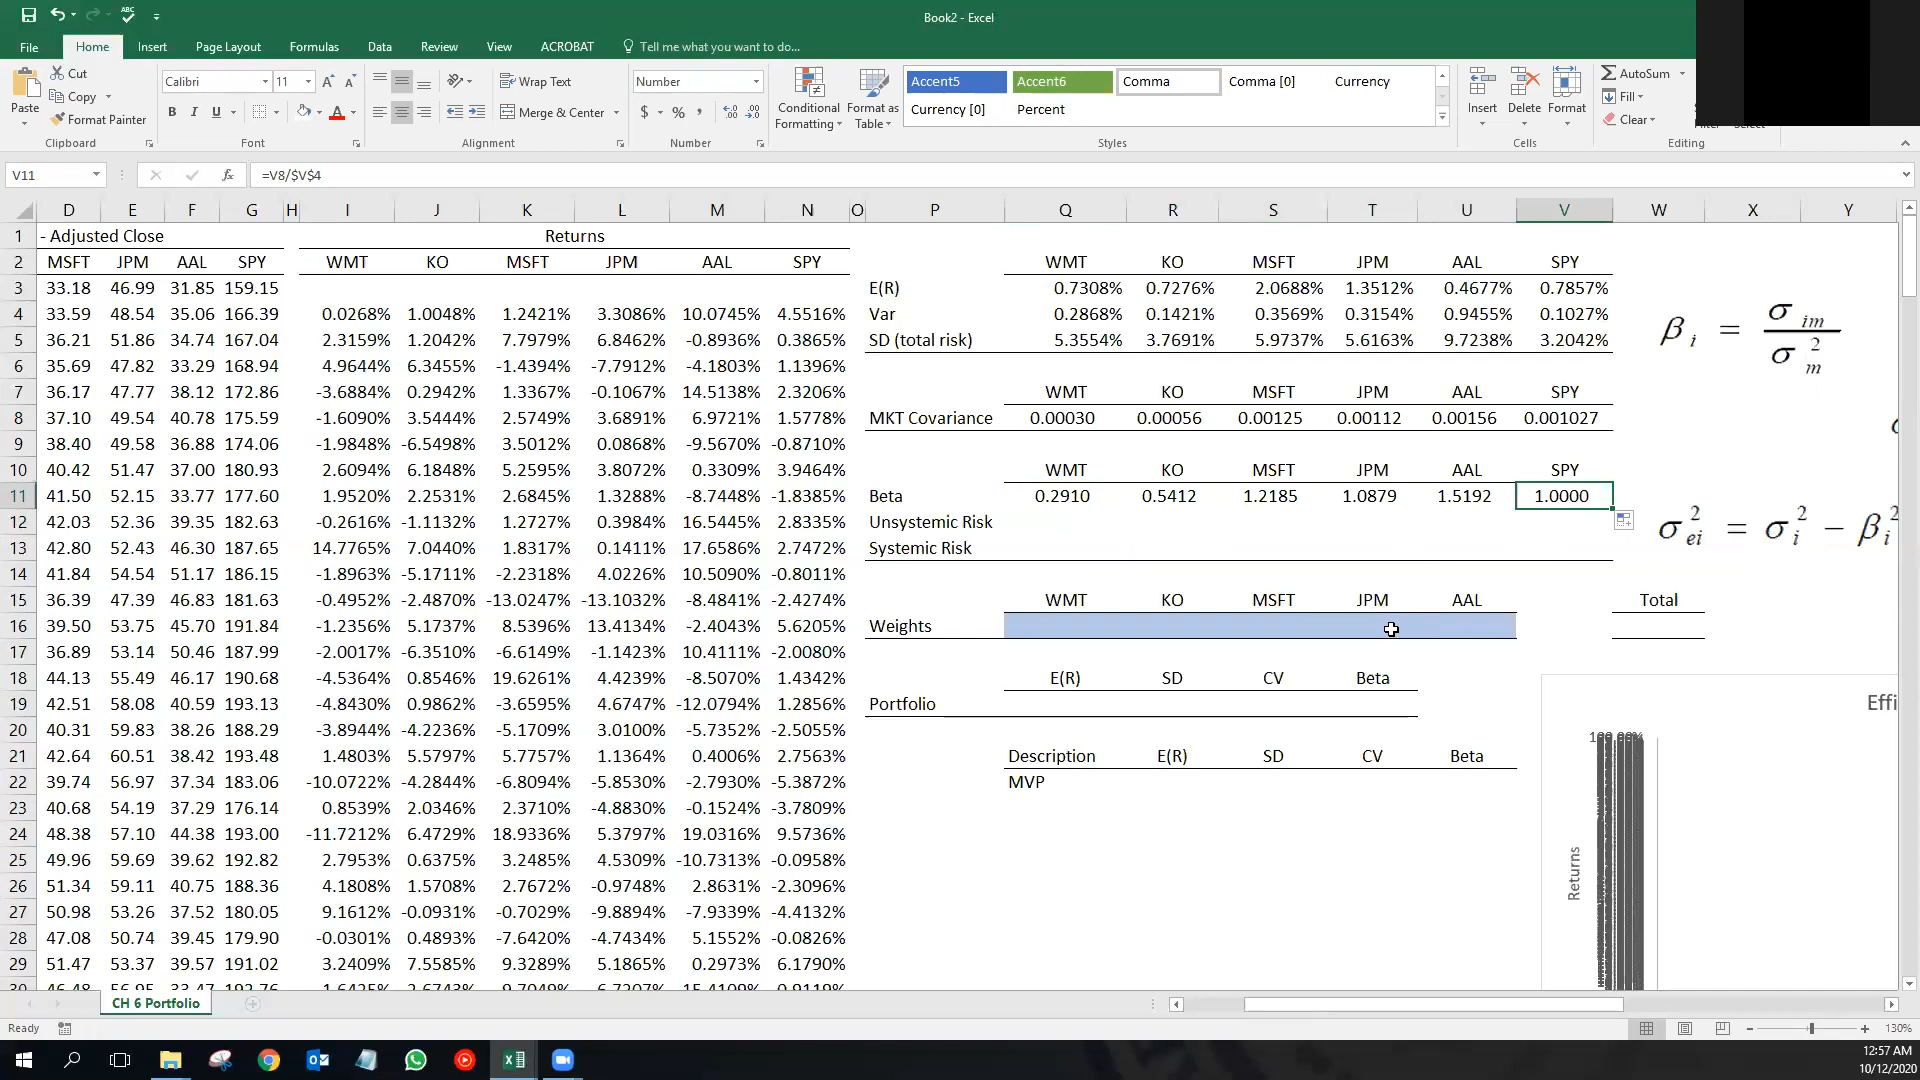 Book2 - Excel
File Home Insert Page Layout Formulas Data Review View ACROBAT Tell me what you want to do...
Paste
Cut
Copy
Format Painter
Clipboard
Calibri 11
B I U
Font
Wrap Text
Merge & Center
Alignment
Number
$ %
Number
Conditional Formatting
Format as Table
Accent5 Accent6 Comma Comma [0] Currency
Currency [0] Percent
Styles
Insert Delete Format
Cells
AutoSum
Fill
Clear
Editing
V11 fx =V8/$V$4
D E F G H I J K L M N O P Q R S T U V W X Y
1 - Adjusted Close Returns
2 MSFT JPM AAL SPY WMT KO MSFT JPM AAL SPY WMT KO MSFT JPM AAL SPY
3 33.18 46.99 31.85 159.15 E(R) 0.7308% 0.7276% 2.0688% 1.3512% 0.4677% 0.7857%
4 33.59 48.54 35.06 166.39 0.0268% 1.0048% 1.2421% 3.3086% 10.0745% 4.5516% Var 0.2868% 0.1421% 0.3569% 0.3154% 0.9455% 0.1027%
5 36.21 51.86 34.74 167.04 2.3159% 1.2042% 7.7979% 6.8462% -0.8936% 0.3865% SD (total risk) 5.3554% 3.7691% 5.9737% 5.6163% 9.7238% 3.2042%
6 35.69 47.82 33.29 168.94 4.9644% 6.3455% -1.4394% -7.7912% -4.1803% 1.1396%
7 36.17 47.77 38.12 172.86 -3.6884% 0.2942% 1.3367% -0.1067% 14.5138% 2.3206% WMT KO MSFT JPM AAL SPY
8 37.10 49.54 40.78 175.59 -1.6090% 3.5444% 2.5749% 3.6891% 6.9721% 1.5778% MKT Covariance 0.00030 0.00056 0.00125 0.00112 0.00156 0.001027
9 38.40 49.58 36.88 174.06 -1.9848% -6.5498% 3.5012% 0.0868% -9.5670% -0.8710%
10 40.42 51.47 37.00 180.93 2.6094% 6.1848% 5.2595% 3.8072% 0.3309% 3.9464% WMT KO MSFT JPM AAL SPY
11 41.50 52.15 33.77 177.60 1.9520% 2.2531% 2.6845% 1.3288% -8.7448% -1.8385% Beta 0.2910 0.5412 1.2185 1.0879 1.5192 1.0000
12 42.03 52.36 39.35 182.63 -0.2616% -1.1132% 1.2727% 0.3984% 16.5445% 2.8335% Unsystemic Risk
13 42.80 52.43 46.30 187.65 14.7765% 7.0440% 1.8317% 0.1411% 17.6586% 2.7472% Systemic Risk
14 41.84 54.54 51.17 186.15 -1.8963% -5.1711% -2.2318% 4.0226% 10.5090% -0.8011%
15 36.39 47.39 46.83 181.63 -0.4952% -2.4870% -13.0247% -13.1032% -8.4841% -2.4274% WMT KO MSFT JPM AAL Total
16 39.50 53.75 45.70 191.84 -1.2356% 5.1737% 8.5396% 13.4134% -2.4043% 5.6205% Weights
17 36.89 53.14 50.46 187.99 -2.0017% -6.3510% -6.6149% -1.1423% 10.4111% -2.0080%
18 44.13 55.49 46.17 190.68 -4.5364% 0.8546% 19.6261% 4.4239% -8.5070% 1.4342% E(R) SD CV Beta
19 42.51 58.08 40.59 193.13 -4.8430% 0.9862% -3.6595% 4.6747% -12.0794% 1.2856% Portfolio
20 40.31 59.83 38.26 188.29 -3.8944% -4.2236% -5.1709% 3.0100% -5.7352% -2.5055%
21 42.64 60.51 38.42 193.48 1.4803% 5.5797% 5.7757% 1.1364% 0.4006% 2.7563% Description E(R) SD CV Beta
22 39.74 56.97 37.34 183.06 -10.0722% -4.2844% -6.8094% -5.8530% -2.7930% -5.3872% MVP
23 40.68 54.19 37.29 176.14 0.8539% 2.0346% 2.3710% -4.8830% -0.1524% -3.7809%
24 48.38 57.10 44.38 193.00 -11.7212% 6.4729% 18.9336% 5.3797% 19.0316% 9.5736%
25 49.96 59.69 39.62 192.82 2.7953% 0.6375% 3.2485% 4.5309% -10.7313% -0.0958%
26 51.34 59.11 40.75 188.36 4.1808% 1.5708% 2.7672% -0.9748% 2.8631% -2.3096%
27 50.98 53.26 37.52 180.05 9.1612% -0.0931% -0.7029% -9.8894% -7.9339% -4.4132%
28 47.08 50.74 39.45 179.90 -0.0301% 0.4893% -7.6420% -4.7434% 5.1552% -0.0826%
29 51.47 53.37 39.57 191.02 3.2409% 7.5585% 9.3289% 5.1865% 0.2973% 6.1790%
β i = σ im / σ 2 m
σ 2 ei = σ 2 i − β 2 i
Effi
Returns
CH 6 Portfolio
Ready
130%
12:57 AM
10/12/2020